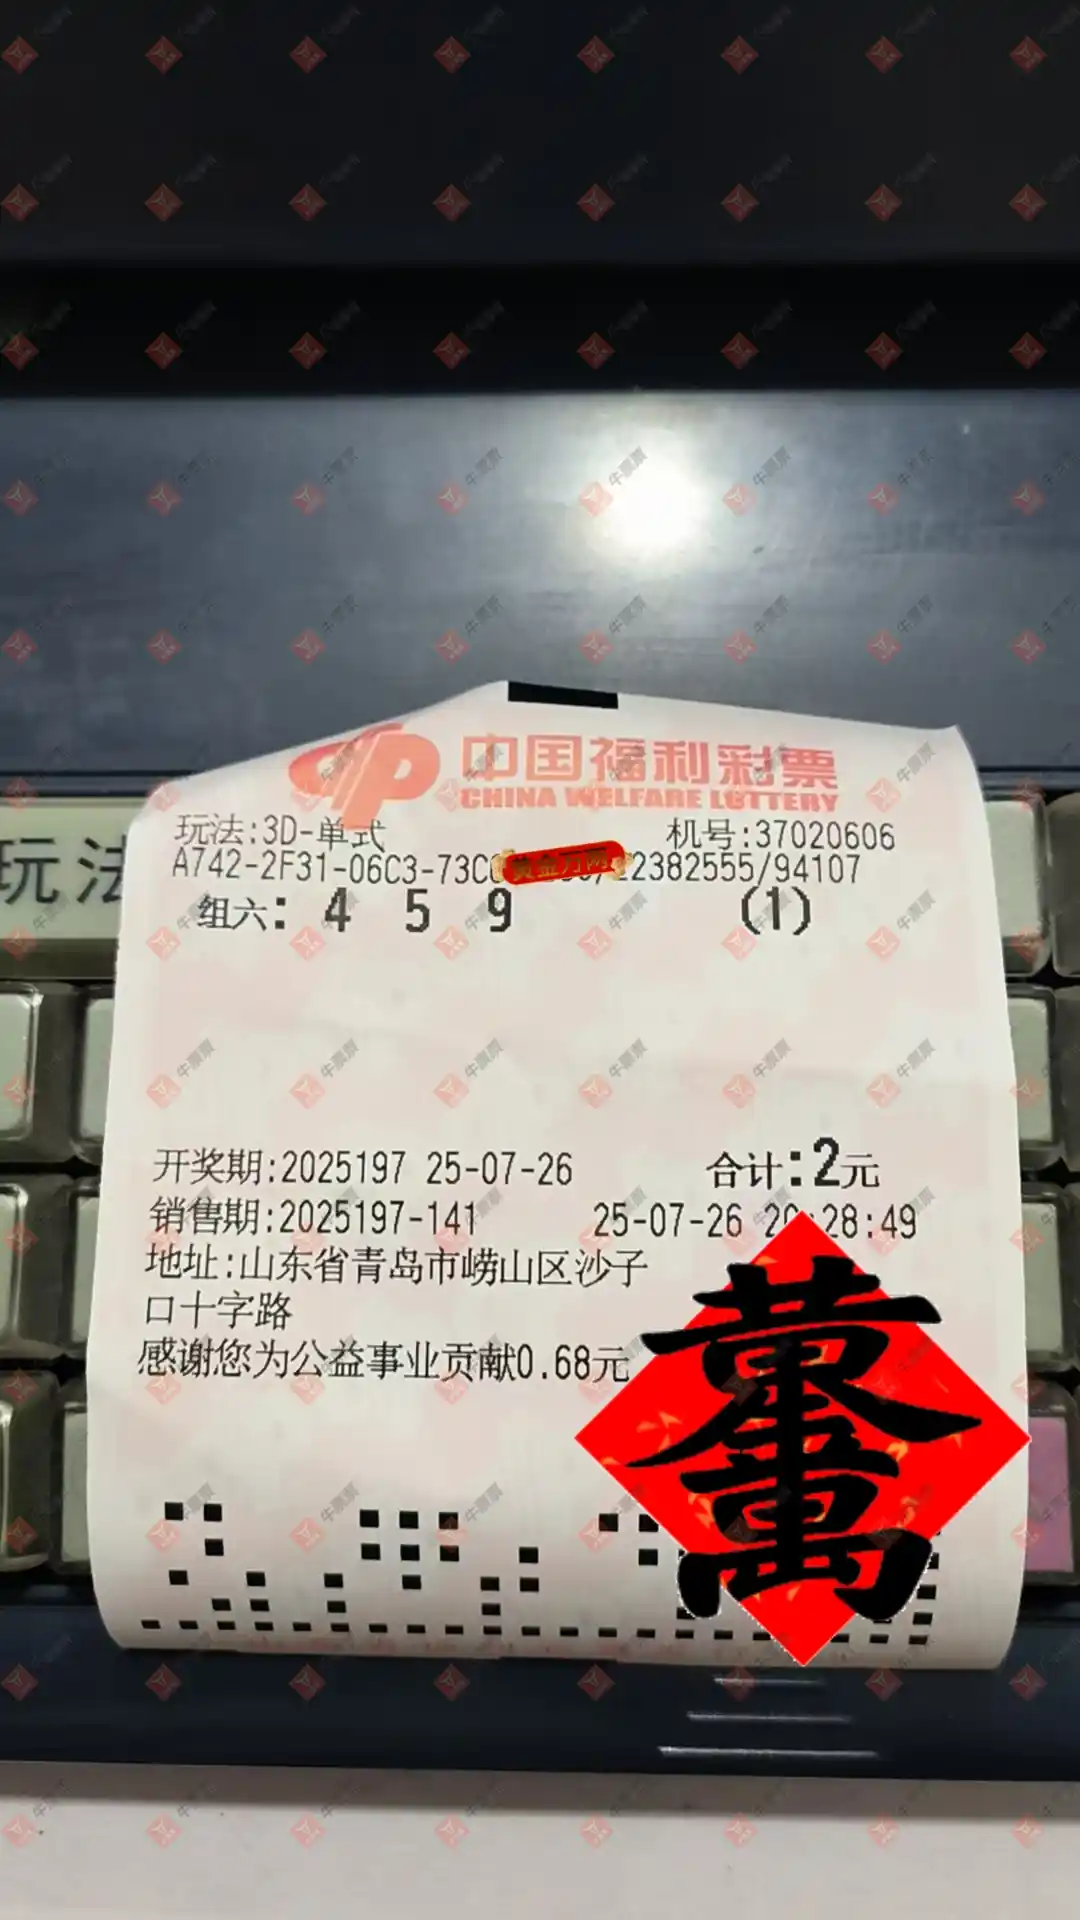 中国福利彩票
CHINA WELFARE LOTTERY
玩法:3D-单式 机号:37020606
A742-2F31-06C3-73C 黄金万两 2382555/94107
组六: 4 5 9 (1)
玩法
开奖期:2025197 25-07-26 合计:2元
销售期:2025197-141 25-07-26 20:28:49
地址:山东省青岛市崂山区沙子
口十字路
感谢您为公益事业贡献0.68元
牛票票